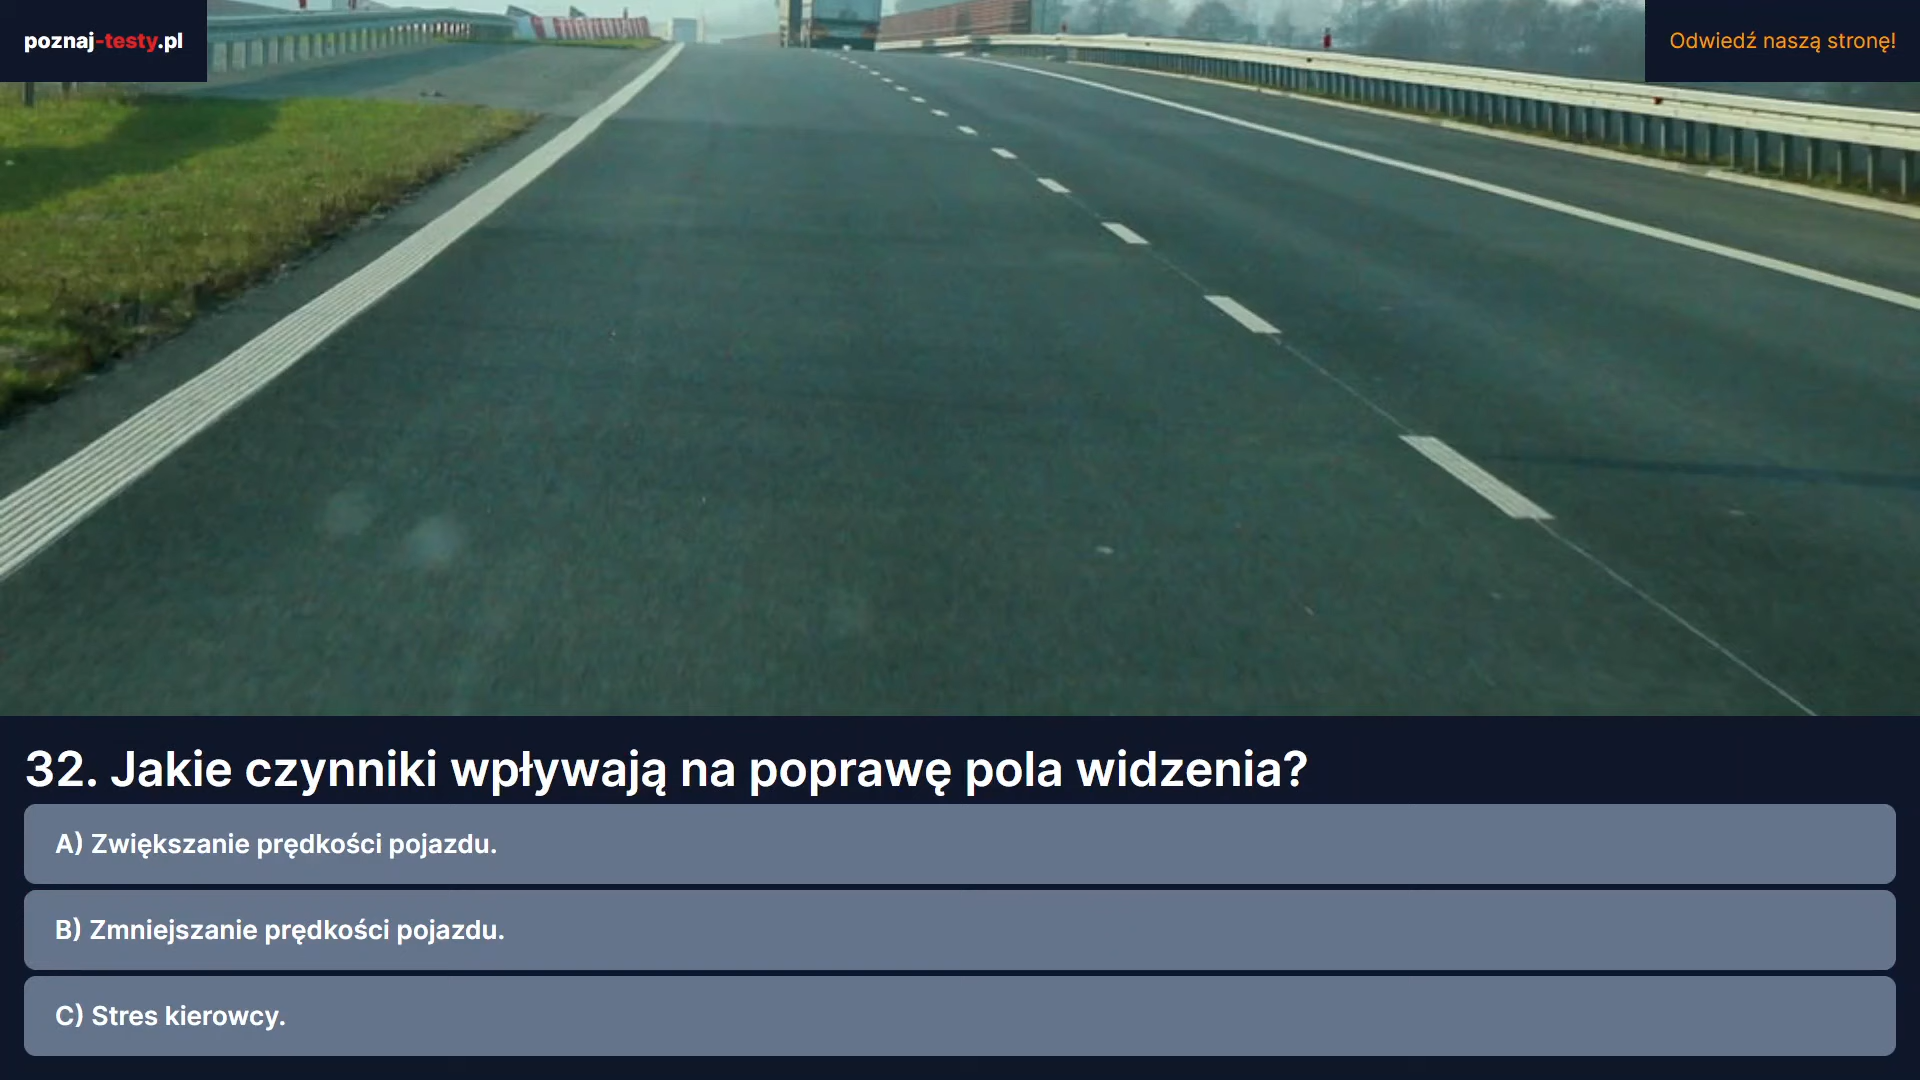 poznaj-testy.pl
Odwiedź naszą stronę!
32. Jakie czynniki wpływają na poprawę pola widzenia?
A) Zwiększanie prędkości pojazdu.
B) Zmniejszanie prędkości pojazdu.
C) Stres kierowcy.